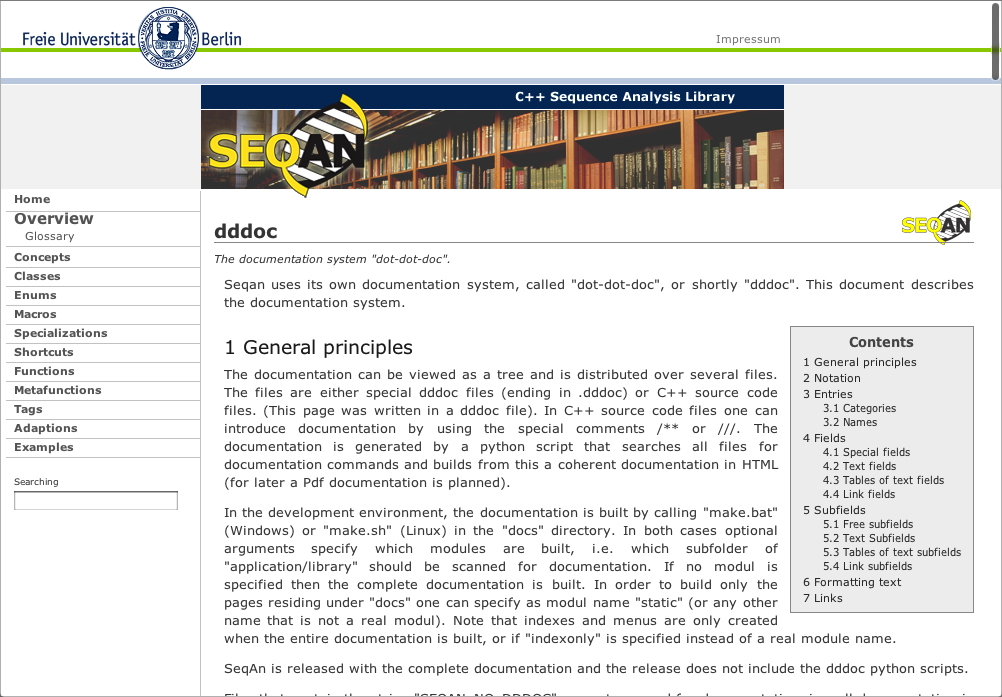 Freie Universität Berlin
Impressum
C++ Sequence Analysis Library
SEQAN
Home
Overview
Glossary
Concepts
Classes
Enums
Macros
Specializations
Shortcuts
Functions
Metafunctions
Tags
Adaptions
Examples
Searching
dddoc
SEQAN
The documentation system "dot-dot-doc".
Seqan uses its own documentation system, called "dot-dot-doc", or shortly "dddoc". This document describes
the documentation system.
Contents
1 General principles
2 Notation
3 Entries
3.1 Categories
3.2 Names
4 Fields
4.1 Special fields
4.2 Text fields
4.3 Tables of text fields
4.4 Link fields
5 Subfields
5.1 Free subfields
5.2 Text Subfields
5.3 Tables of text subfields
5.4 Link subfields
6 Formatting text
7 Links
1 General principles
The documentation can be viewed as a tree and is distributed over several files.
The files are either special dddoc files (ending in .dddoc) or C++ source code
files. (This page was written in a dddoc file). In C++ source code files one can
introduce documentation by using the special comments /** or ///. The
documentation is generated by a python script that searches all files for
documentation commands and builds from this a coherent documentation in HTML
(for later a Pdf documentation is planned).
In the development environment, the documentation is built by calling "make.bat"
(Windows) or "make.sh" (Linux) in the "docs" directory. In both cases optional
arguments specify which modules are built, i.e. which subfolder of
"application/library" should be scanned for documentation. If no modul is
specified then the complete documentation is built. In order to build only the
pages residing under "docs" one can specify as modul name "static" (or any other
name that is not a real modul). Note that indexes and menus are only created
when the entire documentation is built, or if "indexonly" is specified instead of a real module name.
SeqAn is released with the complete documentation and the release does not include the dddoc python scripts.